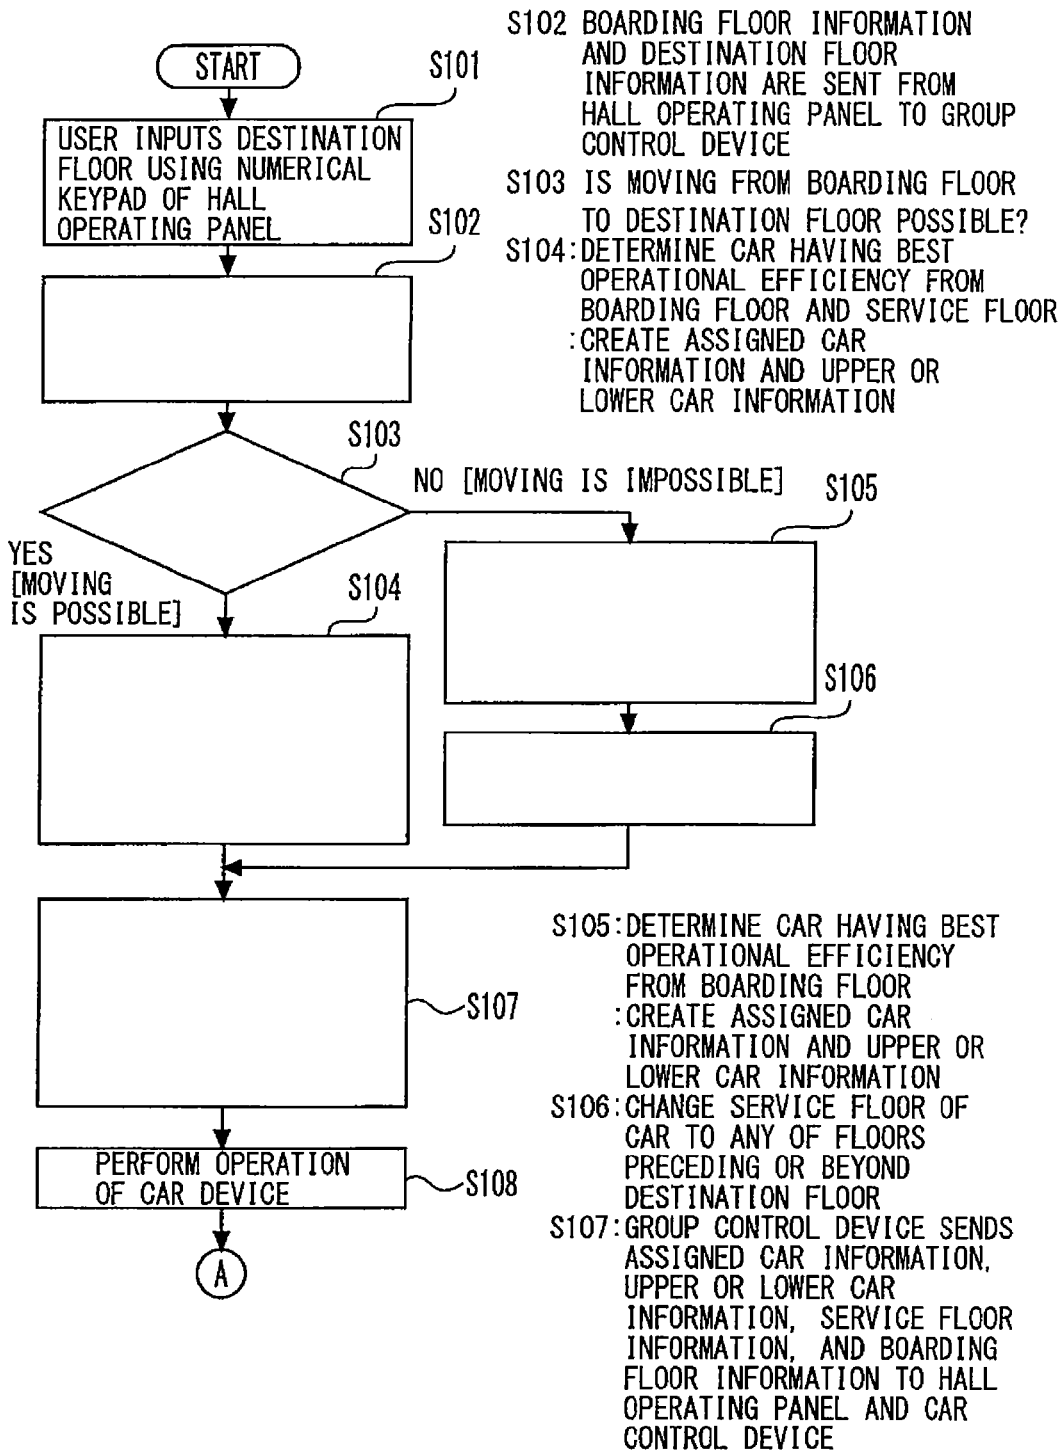 START
S101
USER INPUTS DESTINATION
FLOOR USING NUMERICAL
KEYPAD OF HALL
OPERATING PANEL
S102
S102 BOARDING FLOOR INFORMATION
AND DESTINATION FLOOR
INFORMATION ARE SENT FROM
HALL OPERATING PANEL TO GROUP
CONTROL DEVICE
S103 IS MOVING FROM BOARDING FLOOR
TO DESTINATION FLOOR POSSIBLE?
S104:DETERMINE CAR HAVING BEST
OPERATIONAL EFFICIENCY FROM
BOARDING FLOOR AND SERVICE FLOOR
:CREATE ASSIGNED CAR
INFORMATION AND UPPER OR
LOWER CAR INFORMATION
S103
NO [MOVING IS IMPOSSIBLE]
S105
YES
[MOVING
IS POSSIBLE]
S104
S106
S107
S105:DETERMINE CAR HAVING BEST
OPERATIONAL EFFICIENCY
FROM BOARDING FLOOR
:CREATE ASSIGNED CAR
INFORMATION AND UPPER OR
LOWER CAR INFORMATION
S106:CHANGE SERVICE FLOOR OF
CAR TO ANY OF FLOORS
PRECEDING OR BEYOND
DESTINATION FLOOR
S107:GROUP CONTROL DEVICE SENDS
ASSIGNED CAR INFORMATION,
UPPER OR LOWER CAR
INFORMATION, SERVICE FLOOR
INFORMATION, AND BOARDING
FLOOR INFORMATION TO HALL
OPERATING PANEL AND CAR
CONTROL DEVICE
PERFORM OPERATION
OF CAR DEVICE
S108
A